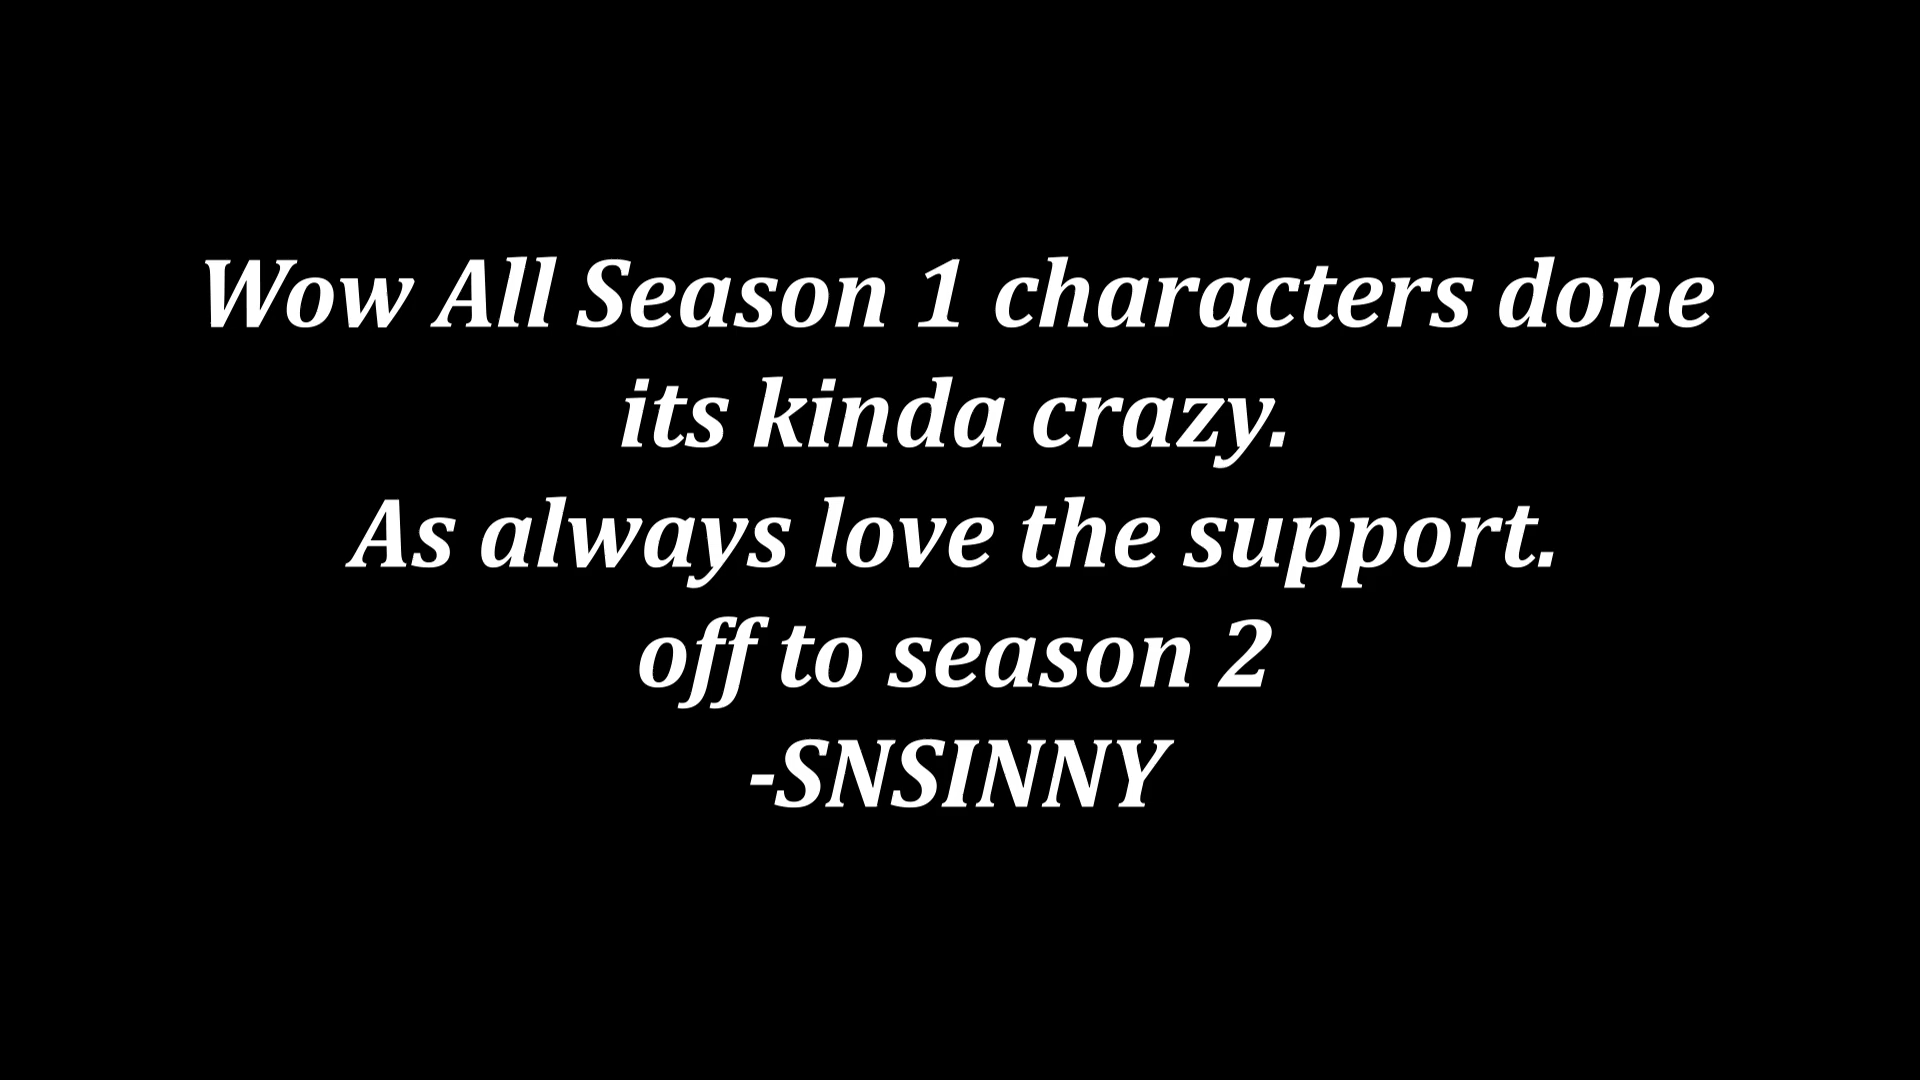 Wow All Season 1 characters done
its kinda crazy.
As always love the support.
off to season 2
-SNSINNY